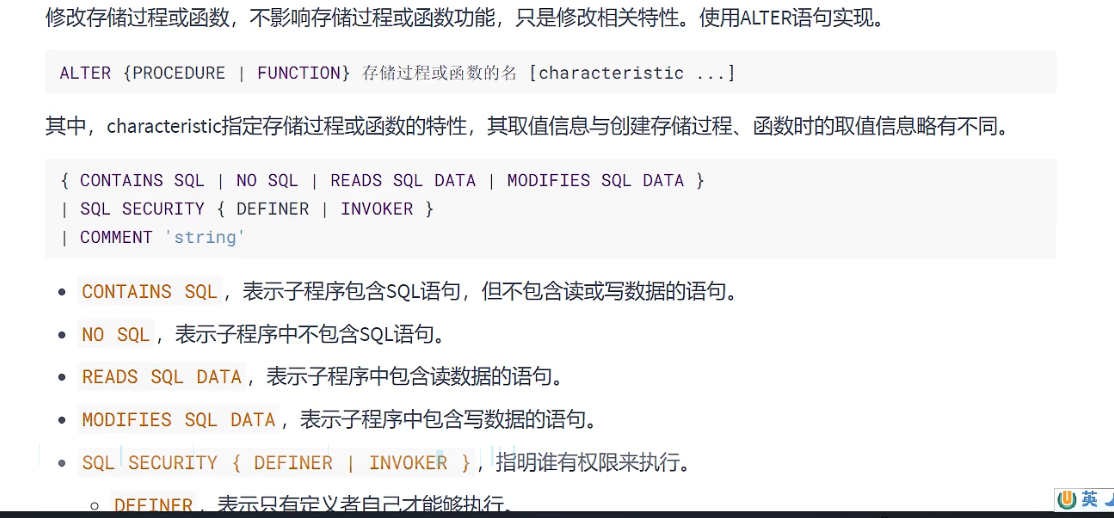 修改存储过程或函数，不影响存储过程或函数功能，只是修改相关特性。使用ALTER语句实现。
ALTER {PROCEDURE | FUNCTION} 存储过程或函数的名 [characteristic ...]
其中，characteristic指定存储过程或函数的特性，其取值信息与创建存储过程、函数时的取值信息略有不同。
{ CONTAINS SQL | NO SQL | READS SQL DATA | MODIFIES SQL DATA }
| SQL SECURITY { DEFINER | INVOKER }
| COMMENT 'string'
• CONTAINS SQL，表示子程序包含SQL语句，但不包含读或写数据的语句。
• NO SQL，表示子程序中不包含SQL语句。
• READS SQL DATA，表示子程序中包含读数据的语句。
• MODIFIES SQL DATA，表示子程序中包含写数据的语句。
• SQL SECURITY { DEFINER | INVOKER }，指明谁有权限来执行。
○ DEFINER，表示只有定义者自己才能够执行。
英